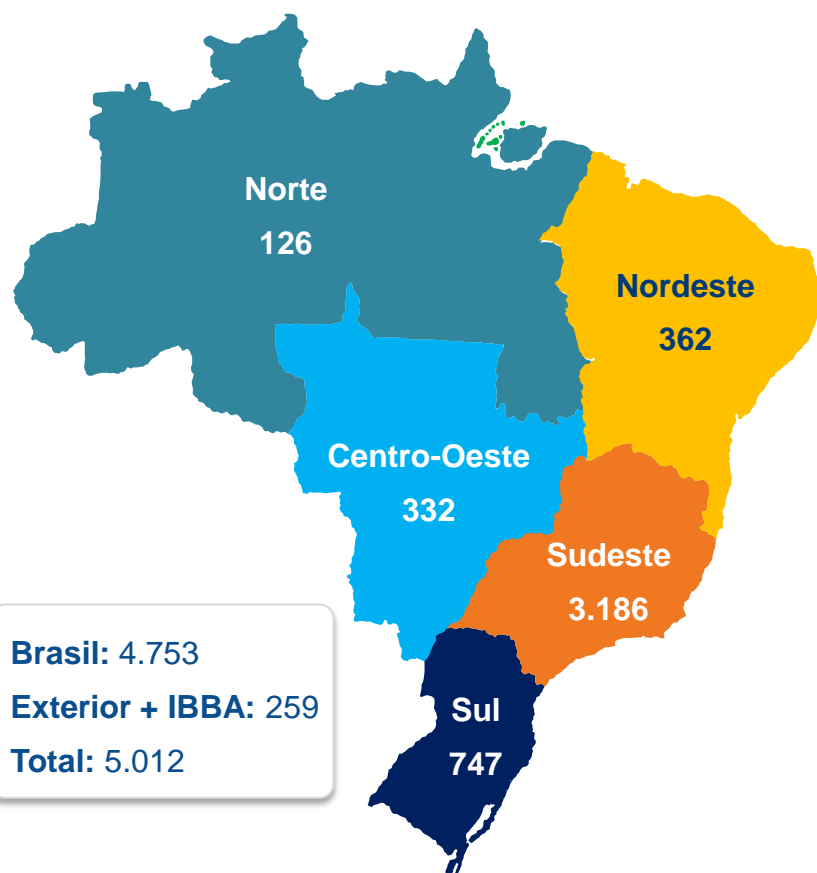 Norte
126
Nordeste
362
Centro-Oeste
332
Sudeste
3.186
Brasil: 4.753
Exterior + IBBA: 259
Total: 5.012
Sul
747